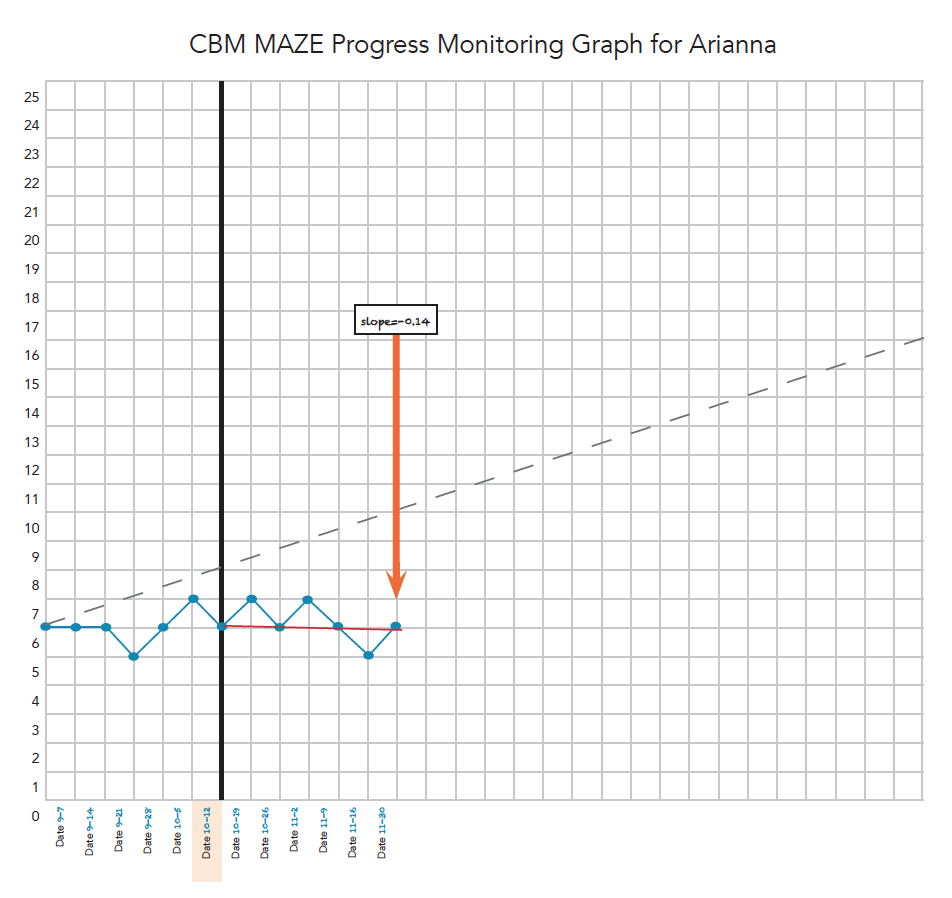 CBM MAZE Progress Monitoring Graph for Arianna
25
24
23
22
21
20
19
18
slope=-0.14
17
16
15
14
13
12
11
10
9
8
7
6
5
4
3
2
1
0
Date 9-7
Date 9-14
Date 9-21
Date 9-28
Date 10-5
Date 10-12
Date 10-19
Date 10-26
Date 11-2
Date 11-9
Date 11-16
Date 11-30